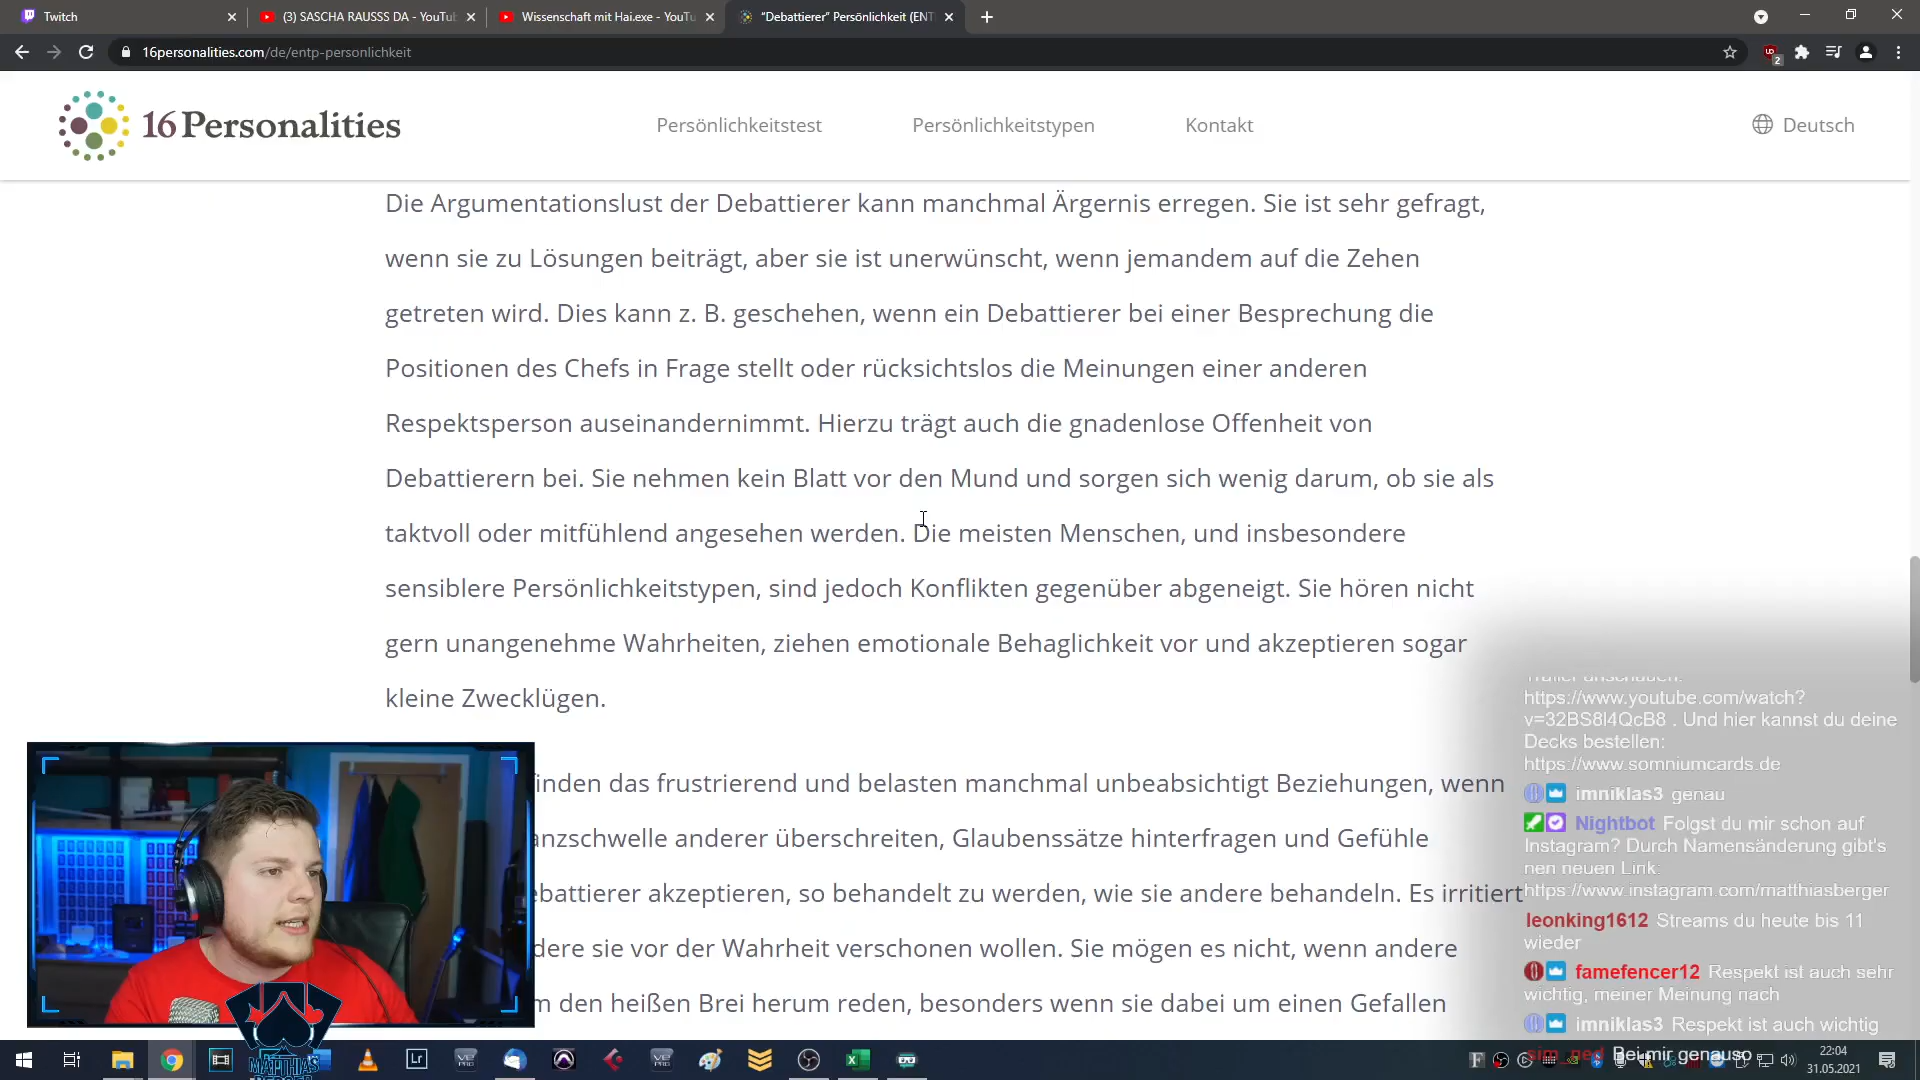 Twitch
(3) SASCHA RAUSSS DA - YouTub
Wissenschaft mit Hai.exe - YouTu
"Debattierer" Persönlichkeit (ENT
16personalities.com/de/entp-personlichkeit
2
16Personalities
Persönlichkeitstest
Persönlichkeitstypen
Kontakt
Deutsch
Die Argumentationslust der Debattierer kann manchmal Ärgernis erregen. Sie ist sehr gefragt,
wenn sie zu Lösungen beiträgt, aber sie ist unerwünscht, wenn jemandem auf die Zehen
getreten wird. Dies kann z. B. geschehen, wenn ein Debattierer bei einer Besprechung die
Positionen des Chefs in Frage stellt oder rücksichtslos die Meinungen einer anderen
Respektsperson auseinandernimmt. Hierzu trägt auch die gnadenlose Offenheit von
Debattierern bei. Sie nehmen kein Blatt vor den Mund und sorgen sich wenig darum, ob sie als
taktvoll oder mitfühlend angesehen werden. Die meisten Menschen, und insbesondere
sensiblere Persönlichkeitstypen, sind jedoch Konflikten gegenüber abgeneigt. Sie hören nicht
gern unangenehme Wahrheiten, ziehen emotionale Behaglichkeit vor und akzeptieren sogar
kleine Zwecklügen.
inden das frustrierend und belasten manchmal unbeabsichtigt Beziehungen, wenn
anzschwelle anderer überschreiten, Glaubenssätze hinterfragen und Gefühle
ebattierer akzeptieren, so behandelt zu werden, wie sie andere behandeln. Es irritiert
dere sie vor der Wahrheit verschonen wollen. Sie mögen es nicht, wenn andere
m den heißen Brei herum reden, besonders wenn sie dabei um einen Gefallen
Trailer anschauen:
https://www.youtube.com/watch?
v=32BS8l4QcB8 . Und hier kannst du deine
Decks bestellen:
https://www.somniumcards.de
imniklas3 genau
Nightbot Folgst du mir schon auf
Instagram? Durch Namensänderung gibt's
nen neuen Link:
https://www.instagram.com/matthiasberger
leonking1612 Streams du heute bis 11
wieder
famefencer12 Respekt ist auch sehr
wichtig, meiner Meinung nach
imniklas3 Respekt ist auch wichtig
Bei mir genauso
MATTHIAS
Lr
22:04
31.05.2021